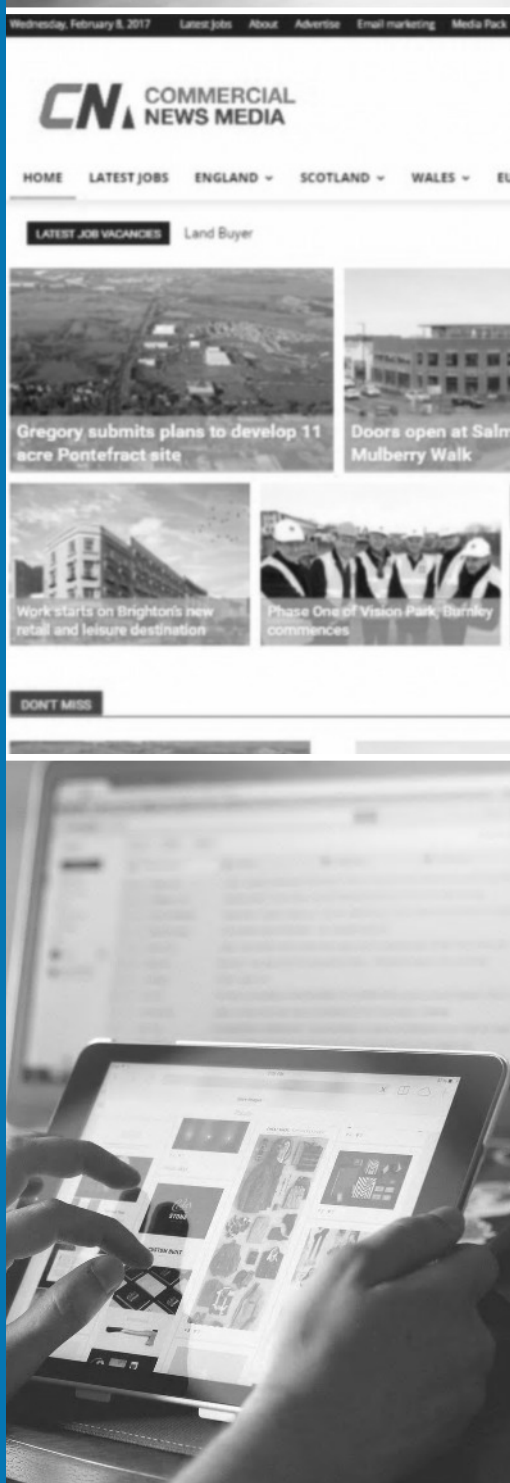 Wednesday, February 8, 2017 Latest Jobs About Advertise Email marketing Media Pack
CN COMMERCIAL
NEWS MEDIA
HOME LATEST JOBS ENGLAND SCOTLAND WALES EU
LATEST JOB VACANCIES Land Buyer
Gregory submits plans to develop 11
acre Pontefract site
Doors open at Salm
Mulberry Walk
Work starts on Brighton's new
retail and leisure destination
Phase One of Vision Park, Burnley
commences
DON'T MISS